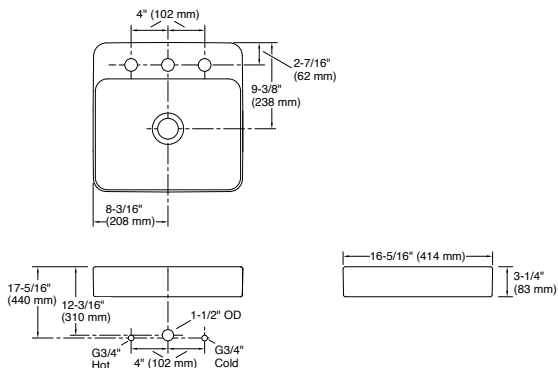 4" (102 mm)
2-7/16"
(62 mm)
9-3/8"
(238 mm)
8-3/16"
(208 mm)
17-5/16"
(440 mm)
12-3/16"
(310 mm)
1-1/2" OD
G3/4"
Hot
4" (102 mm)
G3/4"
Cold
16-5/16" (414 mm)
3-1/4"
(83 mm)